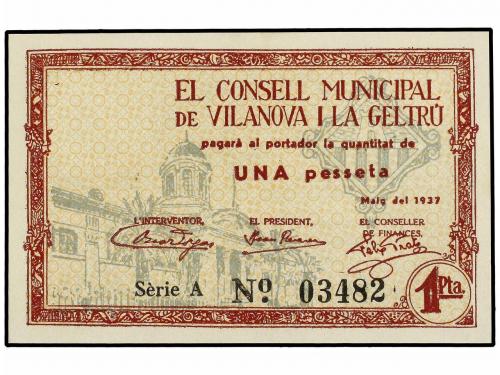 EL CONSELL MUNICIPAL
DE VILANOVA I LA GELTRÚ
pagarà al portador la quantitat de
UNA pesseta
Maig del 1937
L'INTERVENTOR,
EL PRESIDENT,
EL CONSELLER
DE FINANCES,
Sèrie A Nº. 03482
1 Pta.